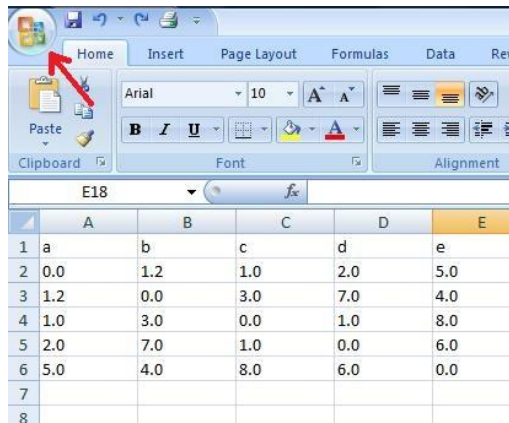 Home Insert Page Layout Formulas Data Re
Arial 10 A A
Paste B I U A
Clipboard Font Alignment
E18 fx
A B C D E
1 a b c d e
2 0.0 1.2 1.0 2.0 5.0
3 1.2 0.0 3.0 7.0 4.0
4 1.0 3.0 0.0 1.0 8.0
5 2.0 7.0 1.0 0.0 6.0
6 5.0 4.0 8.0 6.0 0.0
7
8